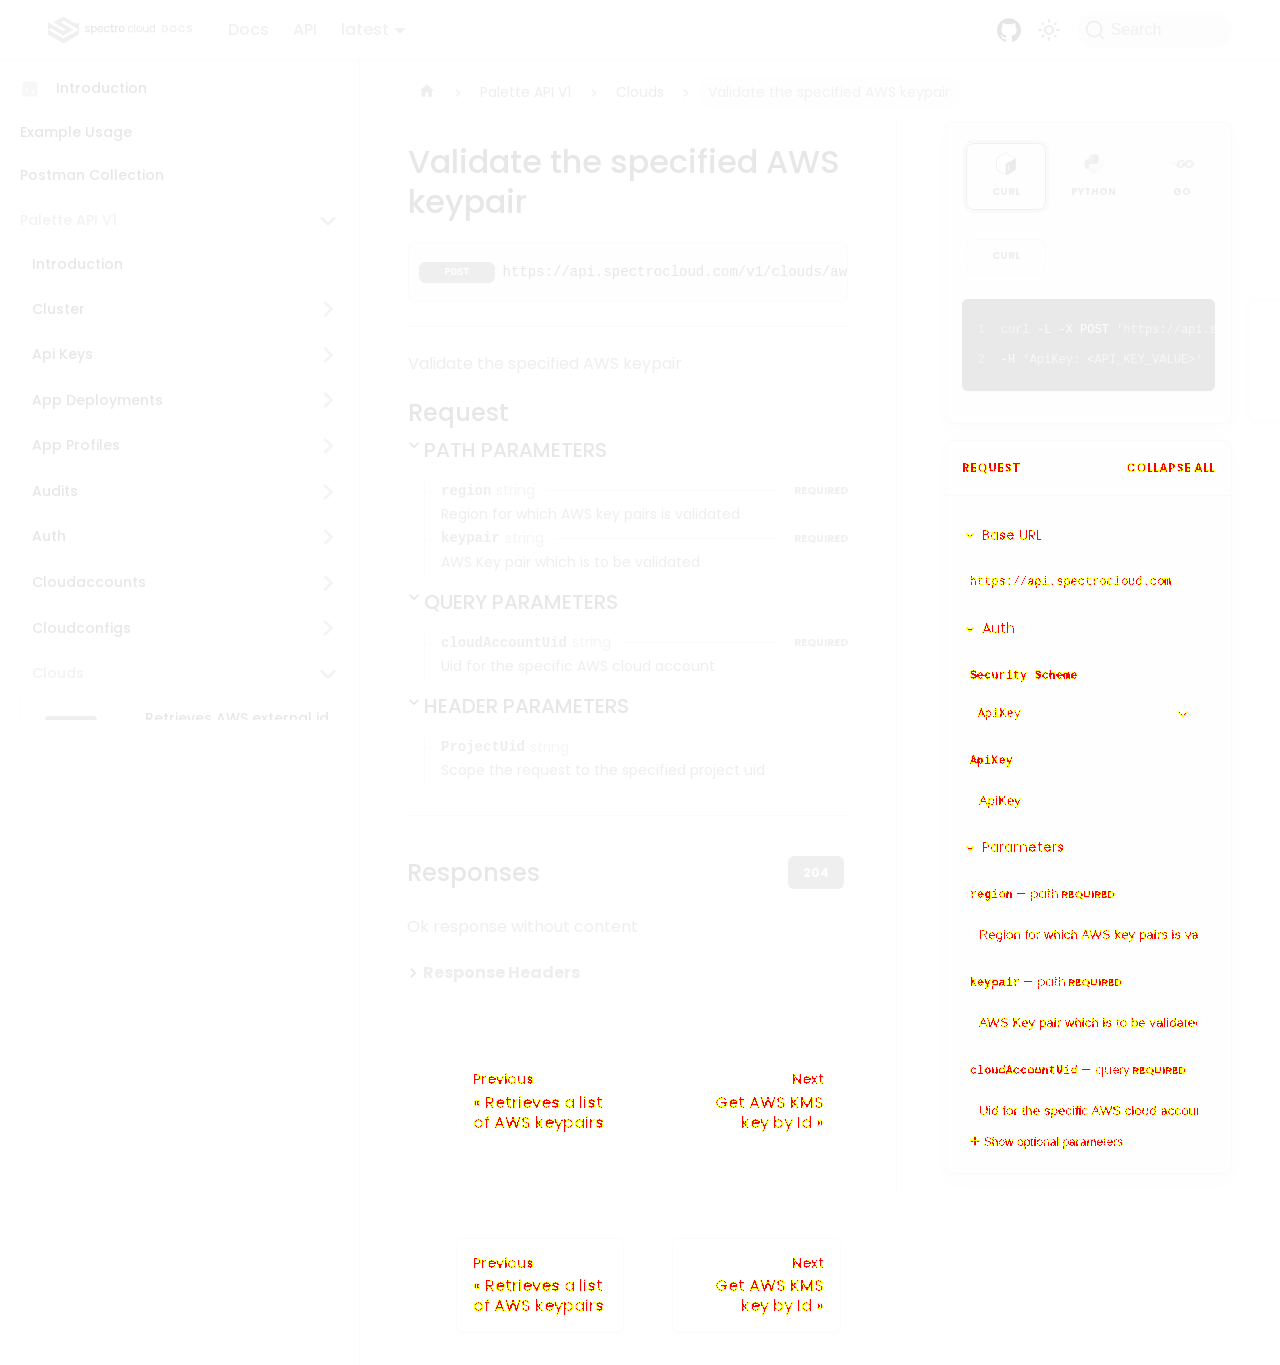 spectro cloud DOCS
Docs API latest
Search
Introduction
Example Usage
Postman Collection
Palette API V1
Introduction
Cluster
Api Keys
App Deployments
App Profiles
Audits
Auth
Cloudaccounts
Cloudconfigs
Clouds
Retrieves AWS external id
Palette API V1
Clouds
Validate the specified AWS keypair
Validate the specified AWS
keypair
POST https://api.spectrocloud.com/v1/clouds/aw
Validate the specified AWS keypair
Request
PATH PARAMETERS
region string REQUIRED
Region for which AWS key pairs is validated
keypair string REQUIRED
AWS Key pair which is to be validated
QUERY PARAMETERS
cloudAccountUid string REQUIRED
Uid for the specific AWS cloud account
HEADER PARAMETERS
ProjectUid string
Scope the request to the specified project uid
Responses
204
Ok response without content
Response Headers
Previous
« Retrieves a list
of AWS keypairs
Next
Get AWS KMS
key by Id »
Previous
« Retrieves a list
of AWS keypairs
Next
Get AWS KMS
key by Id »
CURL
PYTHON
GO
CURL
1 curl -L -X POST 'https://api.s
2 -H 'ApiKey: <API_KEY_VALUE>'
REQUEST COLLAPSE ALL
Base URL
https://api.spectrocloud.com
Auth
Security Scheme
ApiKey
ApiKey
ApiKey
Parameters
region — path REQUIRED
Region for which AWS key pairs is va
keypair — path REQUIRED
AWS Key pair which is to be validated
cloudAccountUid — query REQUIRED
Uid for the specific AWS cloud accoun
Show optional parameters